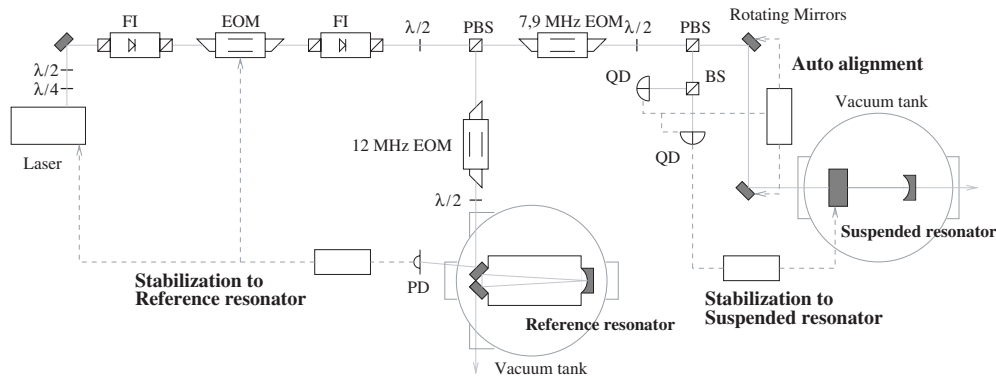 FI
EOM
FI
λ/2
PBS
7,9 MHz EOM
λ/2
PBS
Rotating Mirrors
λ/2
λ/4
QD
BS
Auto alignment
Vacuum tank
Laser
12 MHz EOM
QD
λ/2
Suspended resonator
Stabilization to
Reference resonator
PD
Reference resonator
Stabilization to
Suspended resonator
Vacuum tank